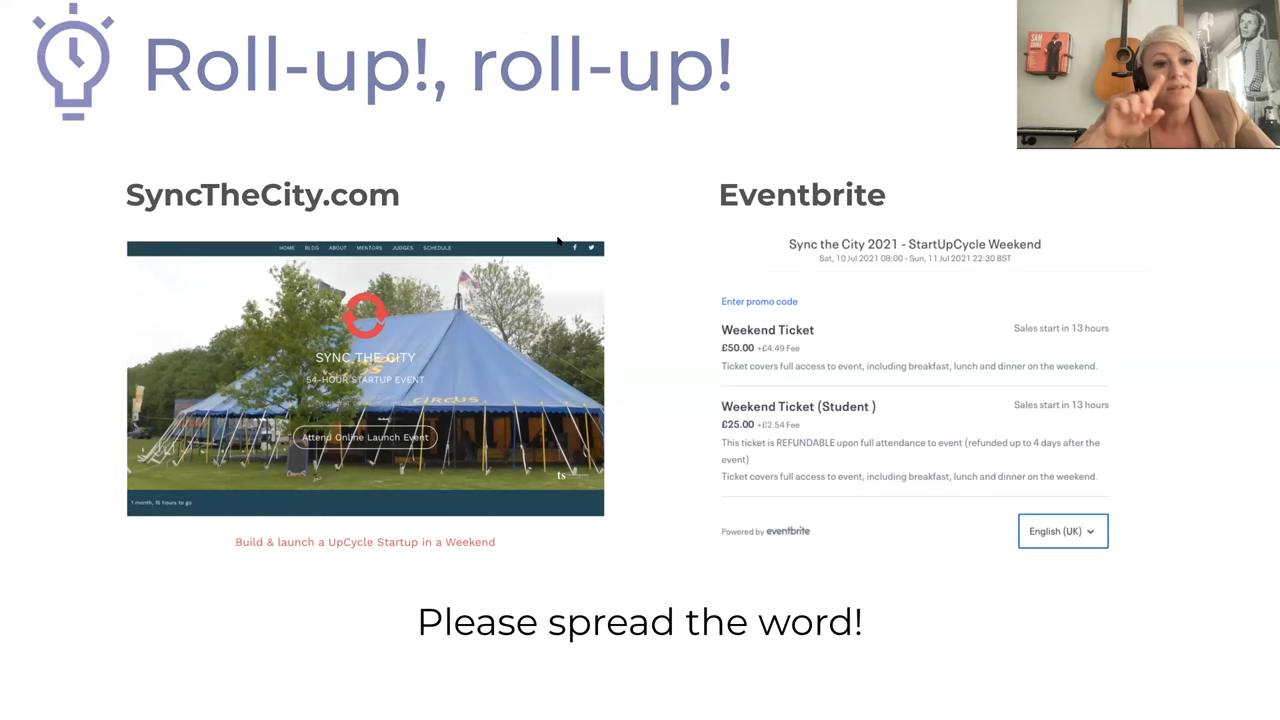 Roll-up!, roll-up!
SAM
SyncTheCity.com
HOME BLOG ABOUT MENTORS JUDGES SCHEDULE
SYNC THE CITY
54-HOUR STARTUP EVENT
CIRCUS
Attend Online Launch Event
ts
1 month, 15 hours to go
Build & launch a UpCycle Startup in a Weekend
Eventbrite
Sync the City 2021 - StartUpCycle Weekend
Sat, 10 Jul 2021 08:00 - Sun, 11 Jul 2021 22:30 BST
Enter promo code
Weekend Ticket
Sales start in 13 hours
£50.00 +£4.49 Fee
Ticket covers full access to event, including breakfast, lunch and dinner on the weekend.
Weekend Ticket (Student )
Sales start in 13 hours
£25.00 +£2.54 Fee
This ticket is REFUNDABLE upon full attendance to event (refunded up to 4 days after the
event)
Ticket covers full access to event, including breakfast, lunch and dinner on the weekend.
Powered by eventbrite
English (UK)
Please spread the word!